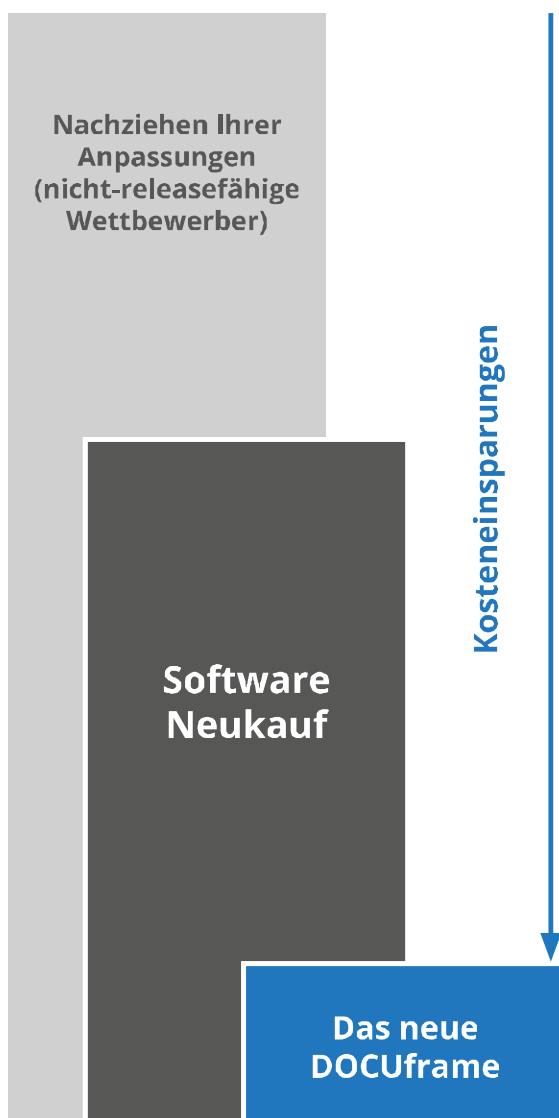 Nachziehen Ihrer
Anpassungen
(nicht-releasefähige
Wettbewerber)
Kosteneinsparungen
Software
Neukauf
Das neue
DOCUframe